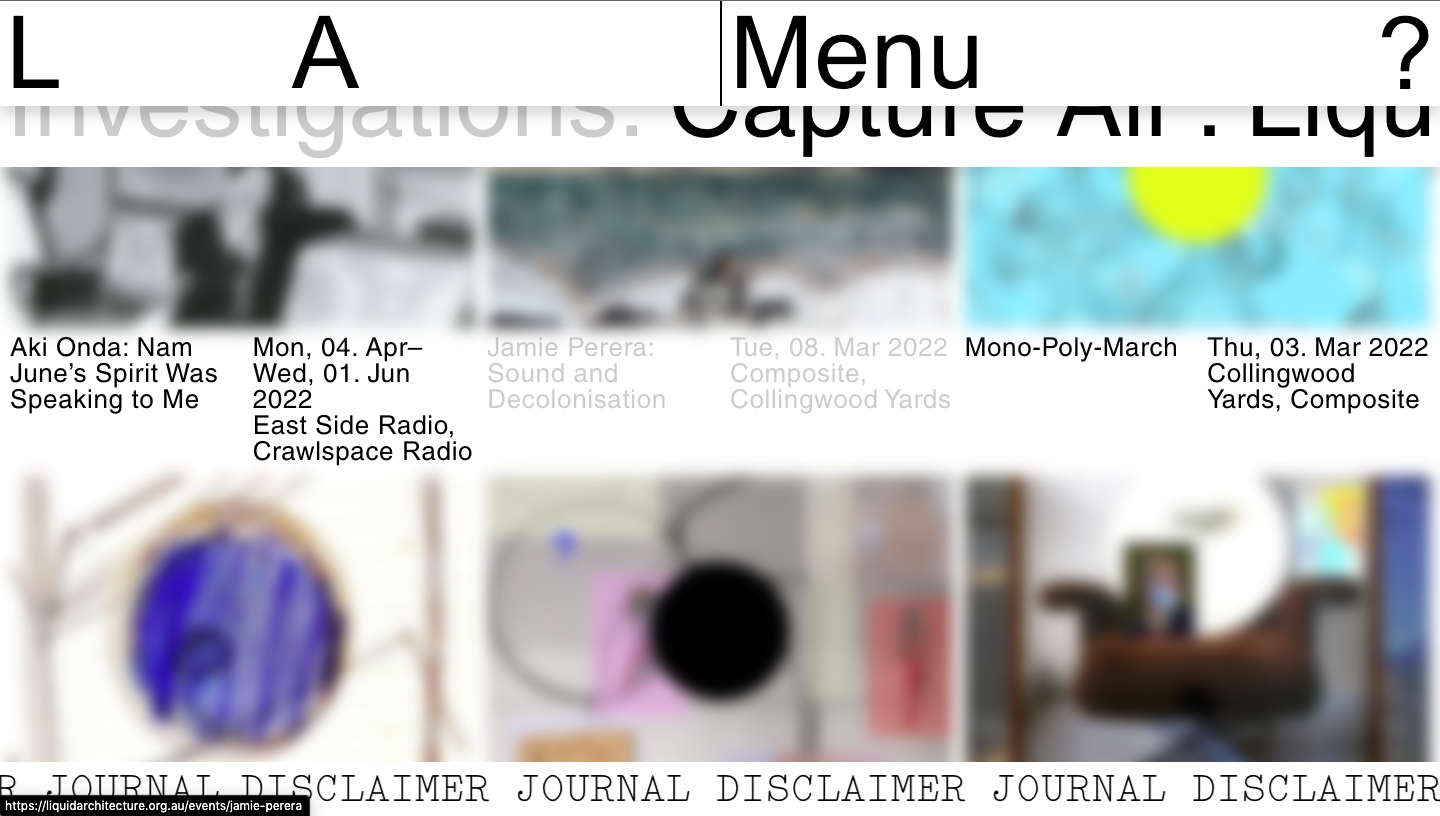 L A Menu ?
Investigations. Capture All . Liqu
Aki Onda: Nam
June’s Spirit Was
Speaking to Me
Mon, 04. Apr–
Wed, 01. Jun
2022
East Side Radio,
Crawlspace Radio
Jamie Perera:
Sound and
Decolonisation
Tue, 08. Mar 2022
Composite,
Collingwood Yards
Mono-Poly-March
Thu, 03. Mar 2022
Collingwood
Yards, Composite
R JOURNAL DISCLAIMER JOURNAL DISCLAIMER JOURNAL DISCLAIMER
https://liquidarchitecture.org.au/events/jamie-perera